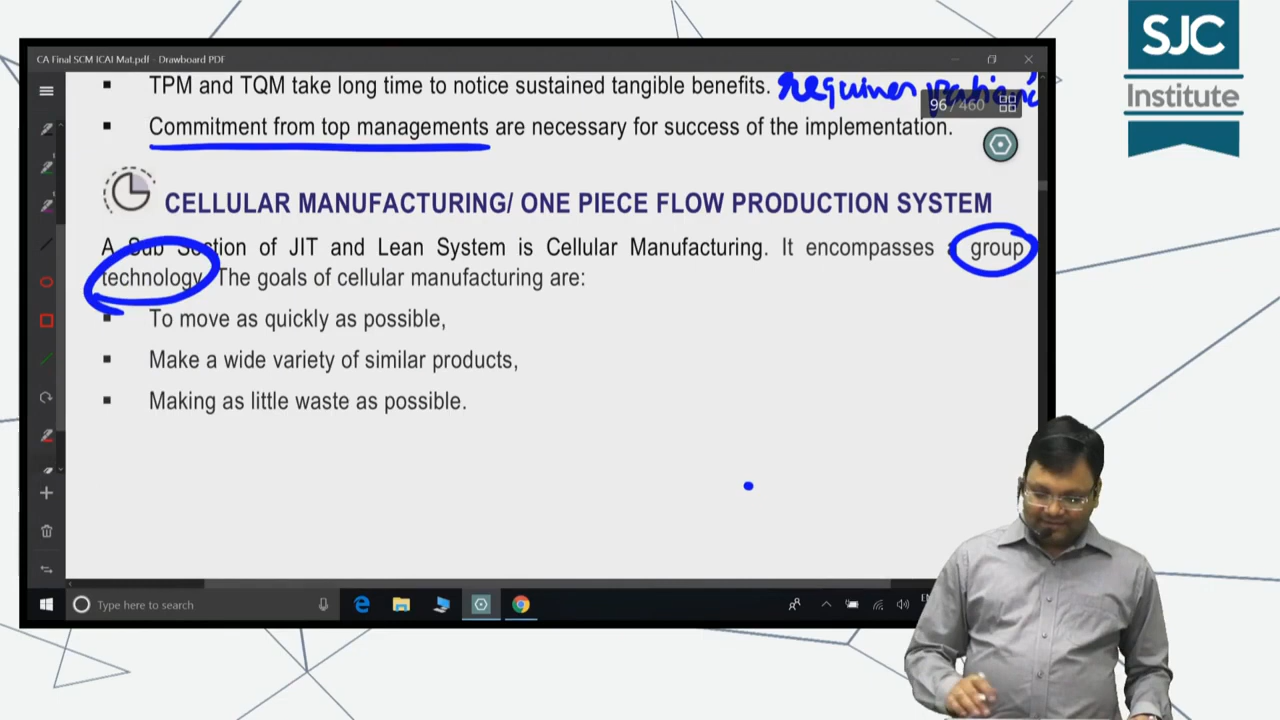 SJC
Institute
CA Final SCM ICAI Mat.pdf - Drawboard PDF
TPM and TQM take long time to notice sustained tangible benefits. Requires
96 /460
Commitment from top managements are necessary for success of the implementation.
CELLULAR MANUFACTURING/ ONE PIECE FLOW PRODUCTION SYSTEM
A Sub Section of JIT and Lean System is Cellular Manufacturing. It encompasses a group
technology. The goals of cellular manufacturing are:
To move as quickly as possible,
Make a wide variety of similar products,
Making as little waste as possible.
Type here to search